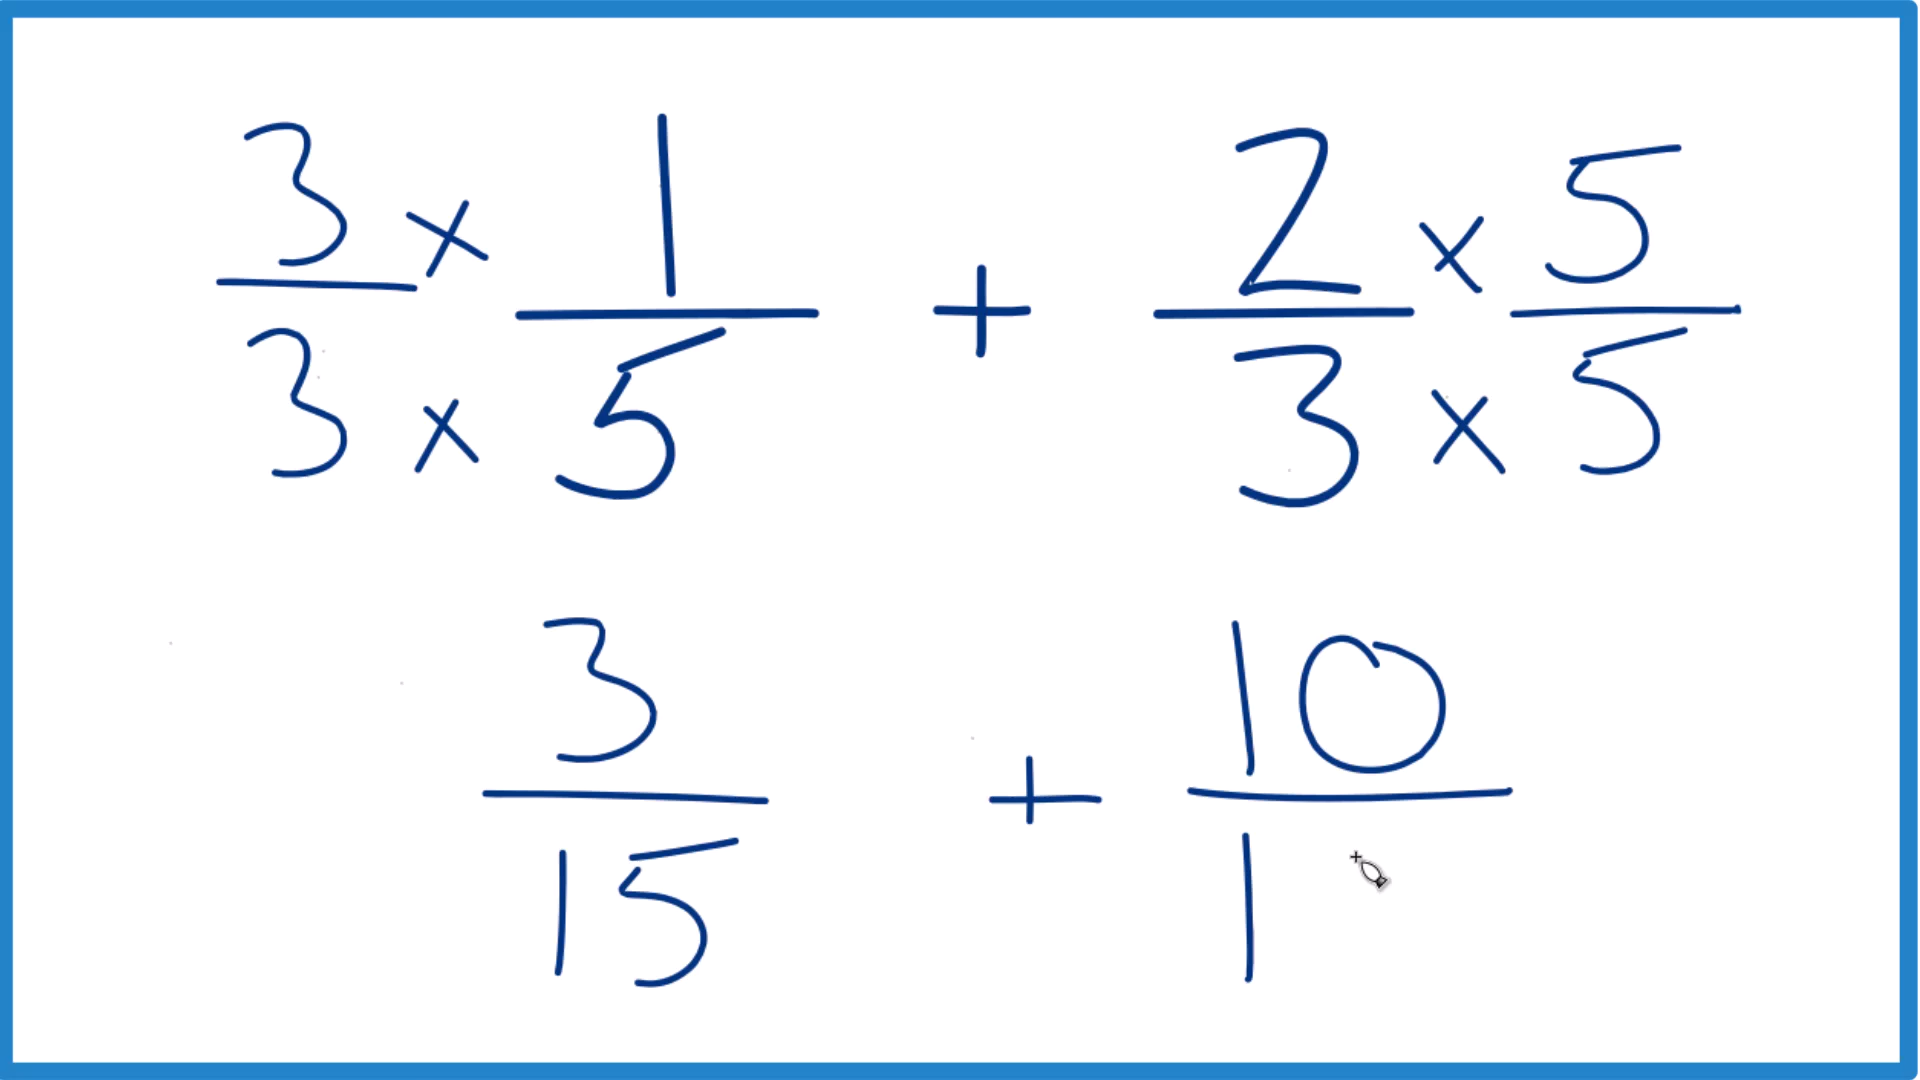 3/3 × 1/5 + 2/3 × 5/5
3/15 + 10/1